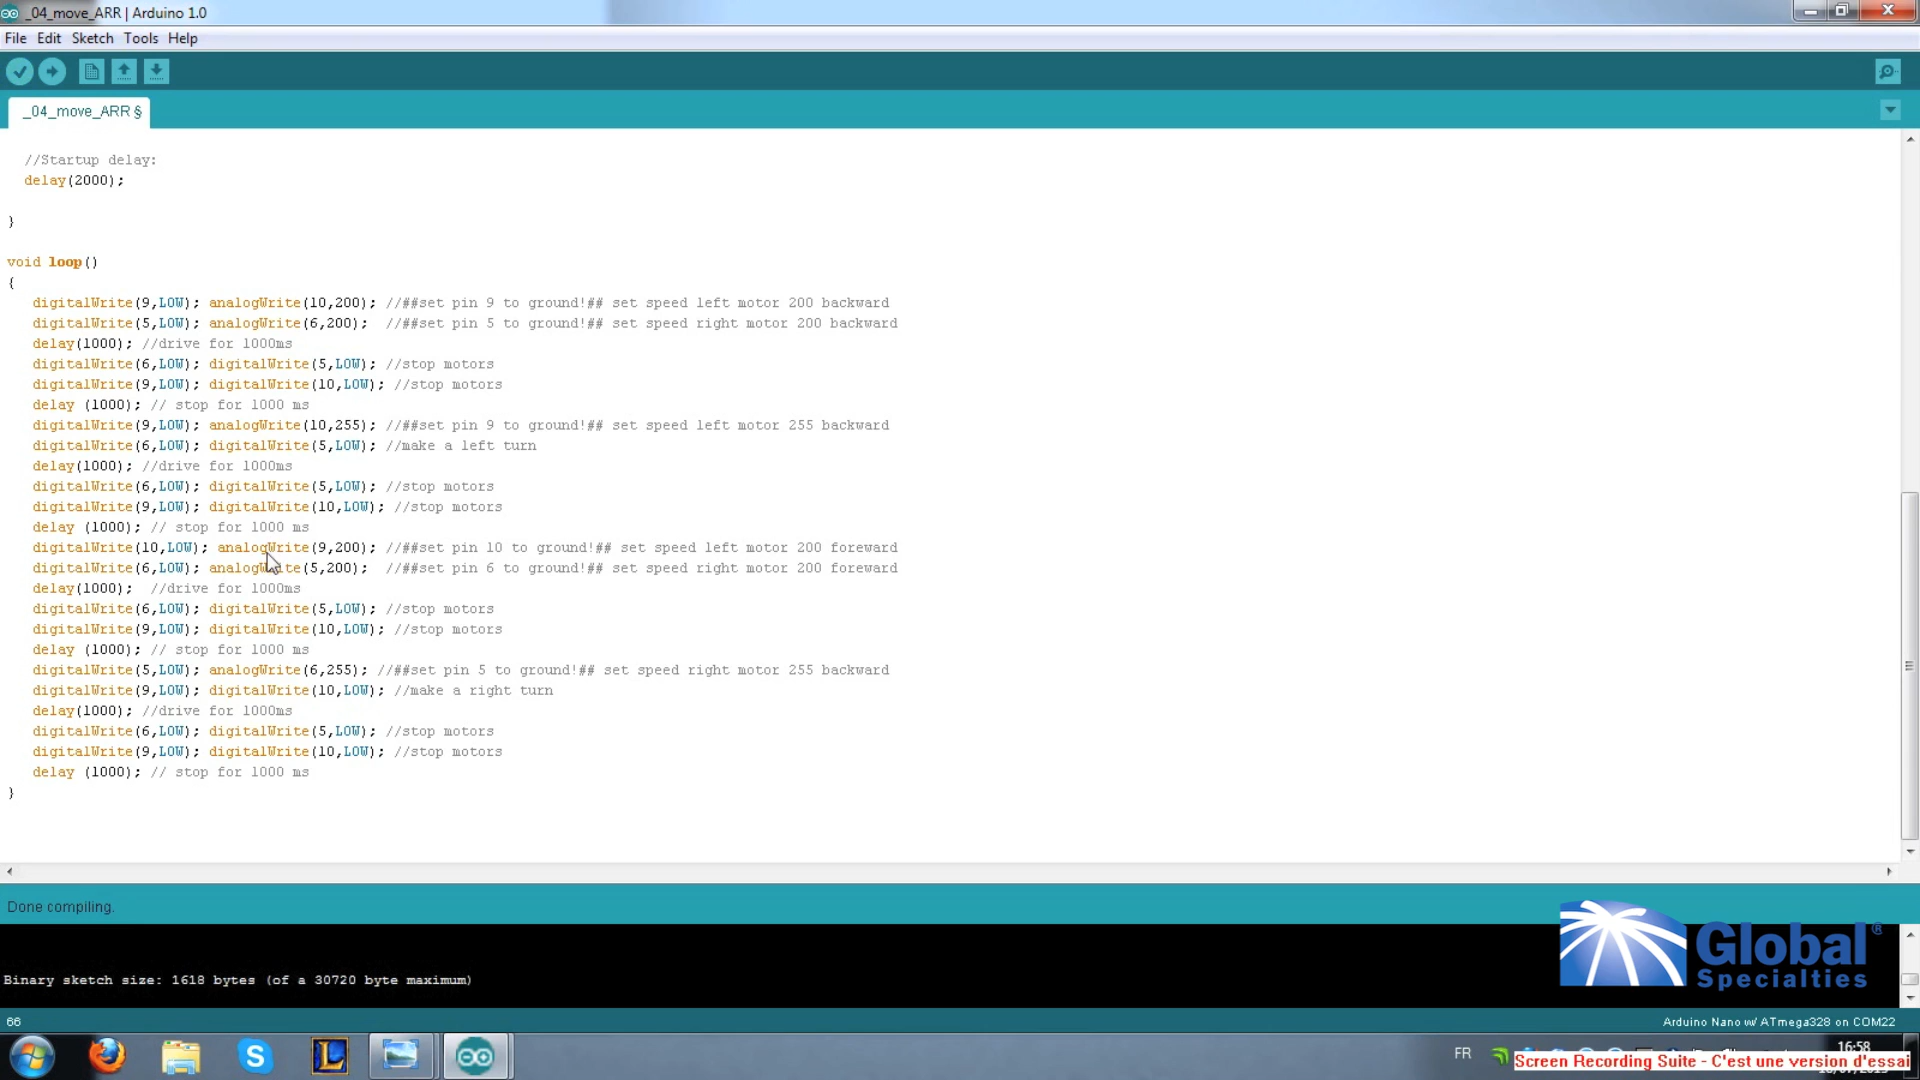 _04_move_ARR | Arduino 1.0
File Edit Sketch Tools Help
_04_move_ARR §
//Startup delay:
delay(2000);
}
void loop()
{
digitalWrite(9,LOW); analogWrite(10,200); //##set pin 9 to ground!## set speed left motor 200 backward
digitalWrite(5,LOW); analogWrite(6,200);  //##set pin 5 to ground!## set speed right motor 200 backward
delay(1000); //drive for 1000ms
digitalWrite(6,LOW); digitalWrite(5,LOW); //stop motors
digitalWrite(9,LOW); digitalWrite(10,LOW); //stop motors
delay (1000); // stop for 1000 ms
digitalWrite(9,LOW); analogWrite(10,255); //##set pin 9 to ground!## set speed left motor 255 backward
digitalWrite(6,LOW); digitalWrite(5,LOW); //make a left turn
delay(1000); //drive for 1000ms
digitalWrite(6,LOW); digitalWrite(5,LOW); //stop motors
digitalWrite(9,LOW); digitalWrite(10,LOW); //stop motors
delay (1000); // stop for 1000 ms
digitalWrite(10,LOW); analogWrite(9,200); //##set pin 10 to ground!## set speed left motor 200 foreward
digitalWrite(6,LOW); analogWrite(5,200);  //##set pin 6 to ground!## set speed right motor 200 foreward
delay(1000);  //drive for 1000ms
digitalWrite(6,LOW); digitalWrite(5,LOW); //stop motors
digitalWrite(9,LOW); digitalWrite(10,LOW); //stop motors
delay (1000); // stop for 1000 ms
digitalWrite(5,LOW); analogWrite(6,255); //##set pin 5 to ground!## set speed right motor 255 backward
digitalWrite(9,LOW); digitalWrite(10,LOW); //make a right turn
delay(1000); //drive for 1000ms
digitalWrite(6,LOW); digitalWrite(5,LOW); //stop motors
digitalWrite(9,LOW); digitalWrite(10,LOW); //stop motors
delay (1000); // stop for 1000 ms
}
Done compiling.
Global ®
Specialties
Binary sketch size: 1618 bytes (of a 30720 byte maximum)
66
Arduino Nano w/ ATmega328 on COM22
FR
16:58
Screen Recording Suite - C'est une version d'essai